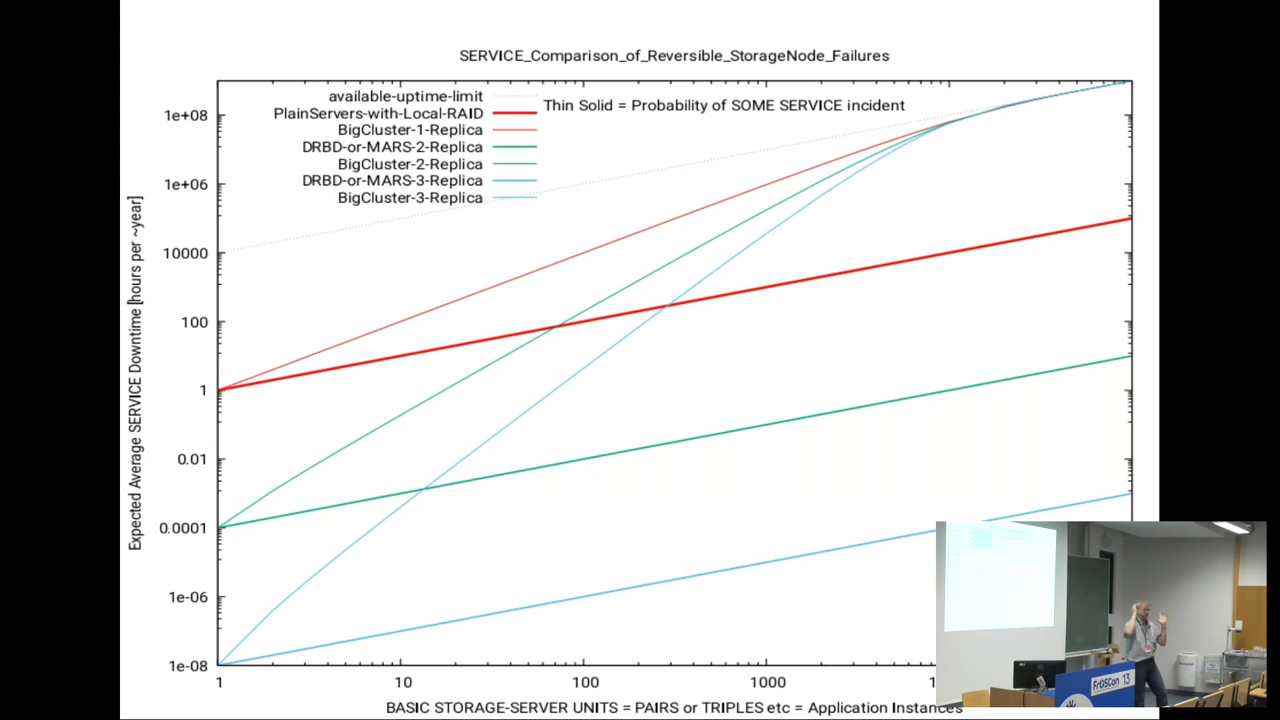 SERVICE_Comparison_of_Reversible_StorageNode_Failures
available-uptime-limit
PlainServers-with-Local-RAID
BigCluster-1-Replica
DRBD-or-MARS-2-Replica
BigCluster-2-Replica
DRBD-or-MARS-3-Replica
BigCluster-3-Replica
Thin Solid = Probability of SOME SERVICE incident
Expected Average SERVICE Downtime [hours per ~year]
1e+08
1e+06
10000
100
1
0.01
0.0001
1e-06
1e-08
1
10
100
1000
1
BASIC STORAGE-SERVER UNITS = PAIRS or TRIPLES etc = Application Instances
FrOSCon 13